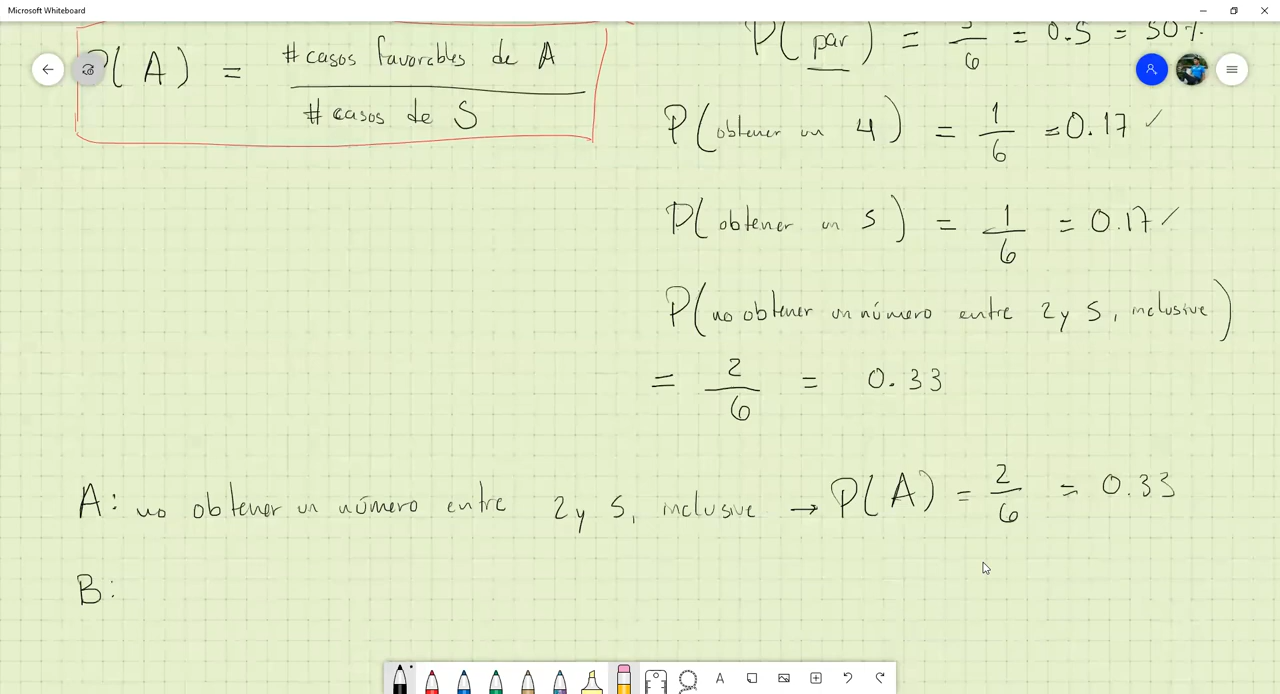 Microsoft Whiteboard
P(A) = # casos favorables de A / # casos de S
P(par) = 3/6 = 0.5 = 50%
P(obtener un 4) = 1/6 = 0.17 ✓
P(obtener un 5) = 1/6 = 0.17 ✓
P(no obtener un número entre 2 y 5, inclusive)
= 2/6 = 0.33
A: no obtener un número entre 2 y 5, inclusive → P(A) = 2/6 = 0.33
B: